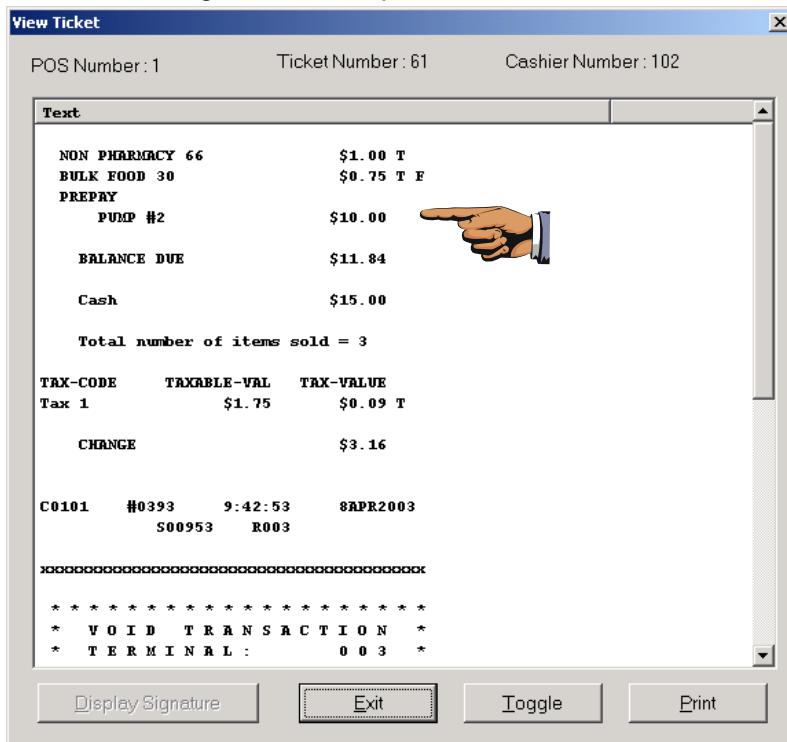 View Ticket
POS Number : 1 Ticket Number : 61 Cashier Number : 102
Text
NON PHARMACY 66 $1.00 T
BULK FOOD 30 $0.75 T F
PREPAY
PUMP #2 $10.00
BALANCE DUE $11.84
Cash $15.00
Total number of items sold = 3
TAX-CODE TAXABLE-VAL TAX-VALUE
Tax 1 $1.75 $0.09 T
CHANGE $3.16
C0101 #0393 9:42:53 8APR2003
S00953 R003
xxxxxxxxxxxxxxxxxxxxxxxxxxxxxxxxxxxxxxxx
* * * * * * * * * * * * * * * * * * * *
* V O I D T R A N S A C T I O N *
* T E R M I N A L : 0 0 3 *
Display Signature Exit Toggle Print